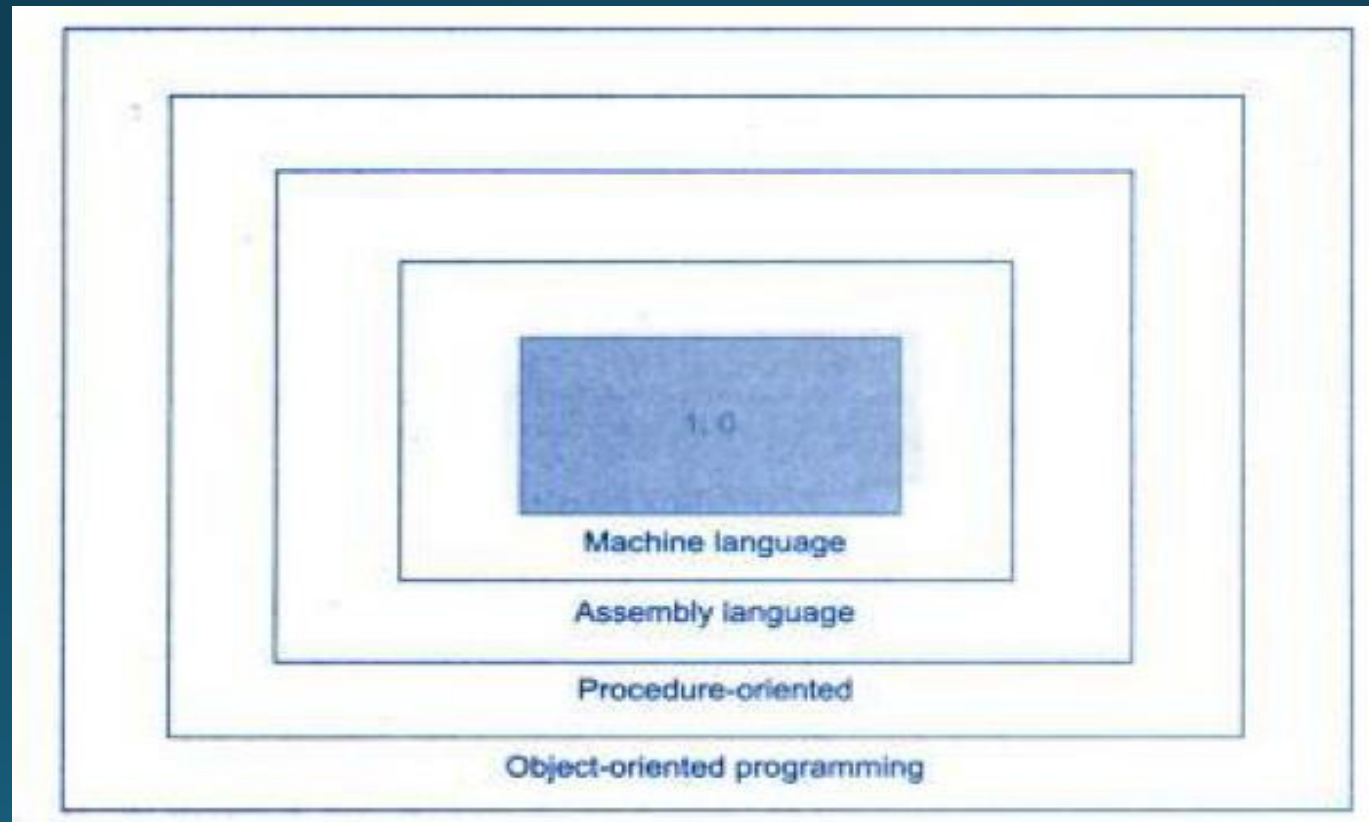 1, 0
Machine language
Assembly language
Procedure-oriented
Object-oriented programming